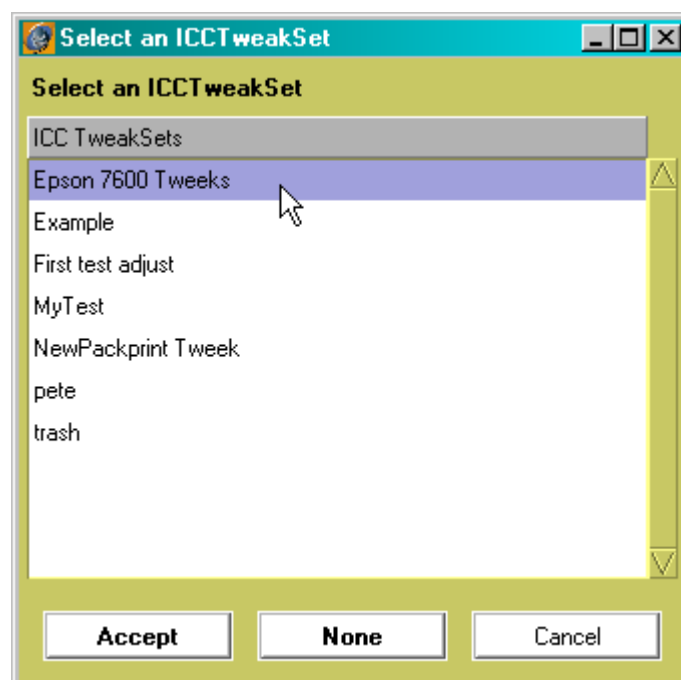 Select an ICCTweakSet
Select an ICCTweakSet
ICC TweakSets
Epson 7600 Tweeks
Example
First test adjust
MyTest
NewPackprint Tweek
pete
trash
Accept None Cancel